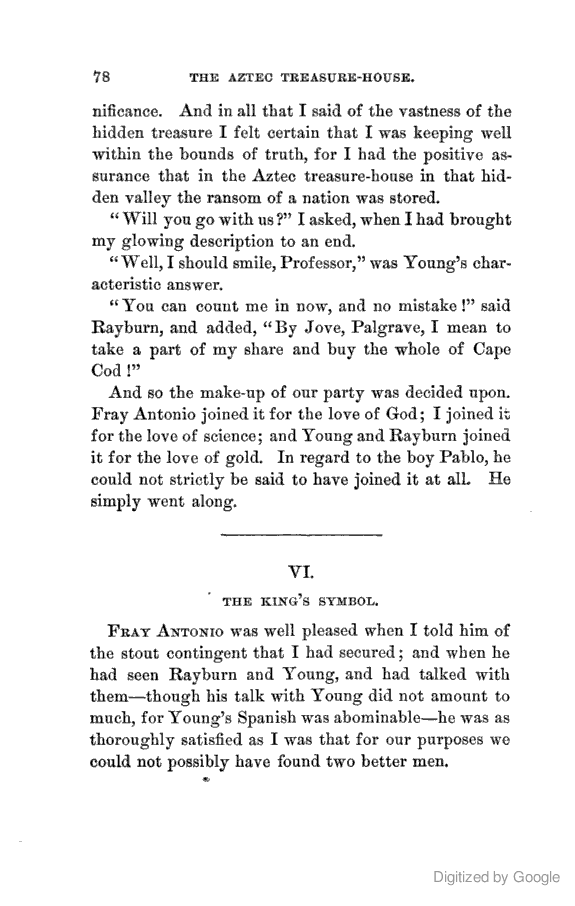 78 THE AZTEC TREASURE-HOUSE.
nificance. And in all that I said of the vastness of the
hidden treasure I felt certain that I was keeping well
within the bounds of truth, for I had the positive as-
surance that in the Aztec treasure-house in that hid-
den valley the ransom of a nation was stored.
"Will you go with us?" I asked, when I had brought
my glowing description to an end.
"Well, I should smile, Professor," was Young's char-
acteristic answer.
"You can count me in now, and no mistake!" said
Rayburn, and added, "By Jove, Palgrave, I mean to
take a part of my share and buy the whole of Cape
Cod!"
And so the make-up of our party was decided upon.
Fray Antonio joined it for the love of God; I joined it
for the love of science; and Young and Rayburn joined
it for the love of gold. In regard to the boy Pablo, he
could not strictly be said to have joined it at all. He
simply went along.
VI.
THE KING'S SYMBOL.
FRAY ANTONIO was well pleased when I told him of
the stout contingent that I had secured; and when he
had seen Rayburn and Young, and had talked with
them—though his talk with Young did not amount to
much, for Young's Spanish was abominable—he was as
thoroughly satisfied as I was that for our purposes we
could not possibly have found two better men.
Digitized by Google